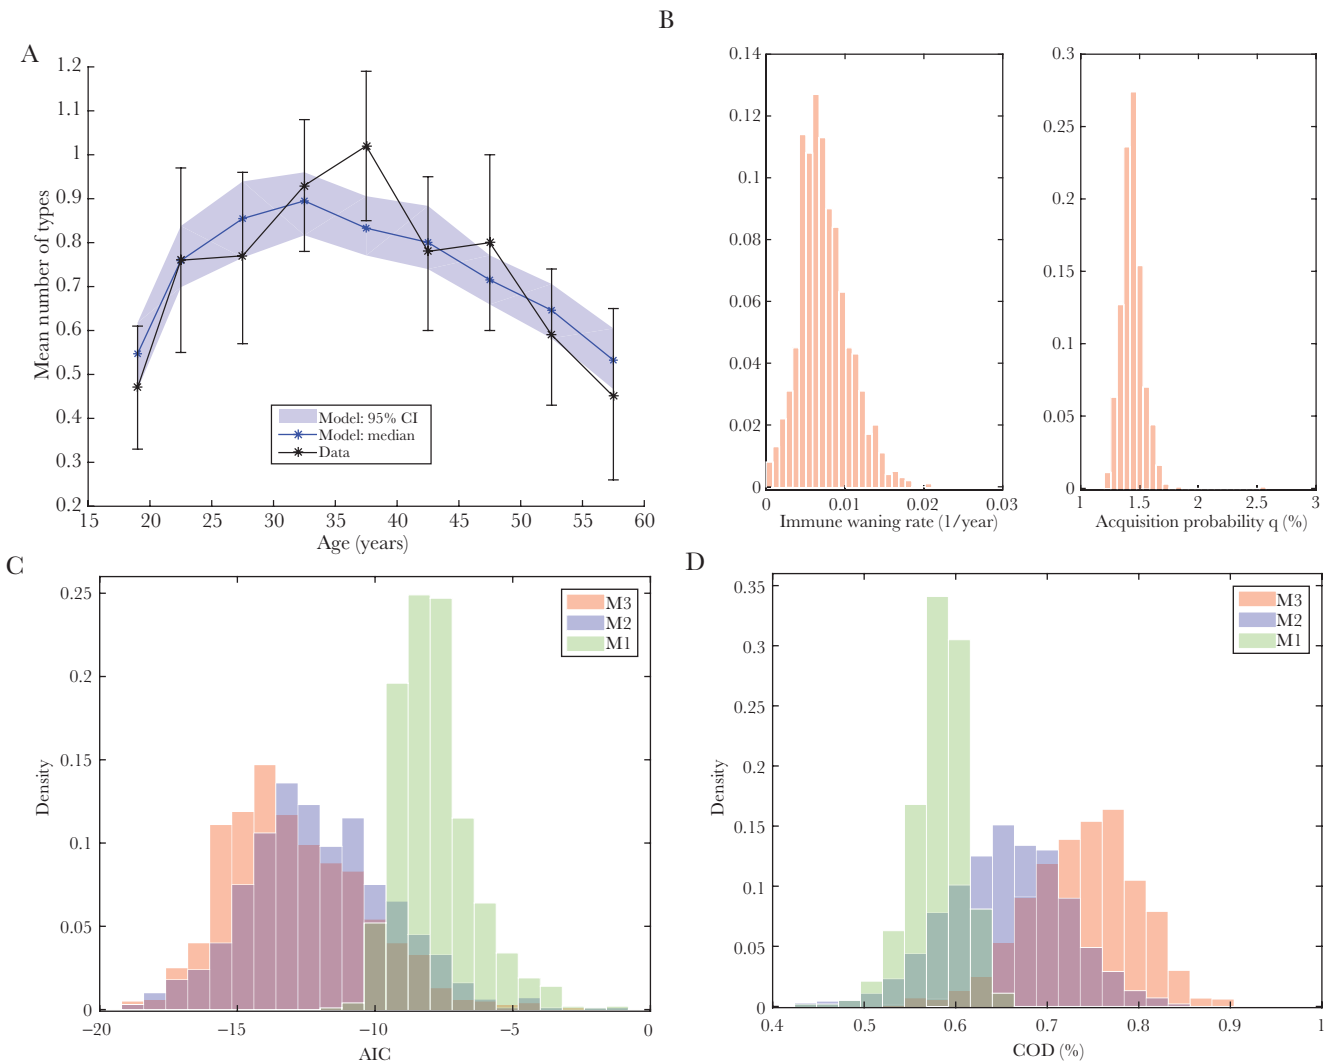 A
1.2
1.1
1
0.9
0.8
0.7
0.6
0.5
0.4
0.3
0.2
Mean number of types
Model: 95% CI
Model: median
Data
15 20 25 30 35 40 45 50 55 60
Age (years)
B
0.14
0.12
0.1
0.08
0.06
0.04
0.02
0
0 0.01 0.02 0.03
Immune waning rate (1/year)
0.3
0.25
0.2
0.15
0.1
0.05
0
1 1.5 2 2.5 3
Acquisition probability q (%)
C
0.25
0.2
0.15
0.1
0.05
0
Density
M3
M2
M1
−20 −15 −10 −5 0
AIC
D
0.35
0.3
0.25
0.2
0.15
0.1
0.05
0
Density
M3
M2
M1
0.4 0.5 0.6 0.7 0.8 0.9 1
COD (%)